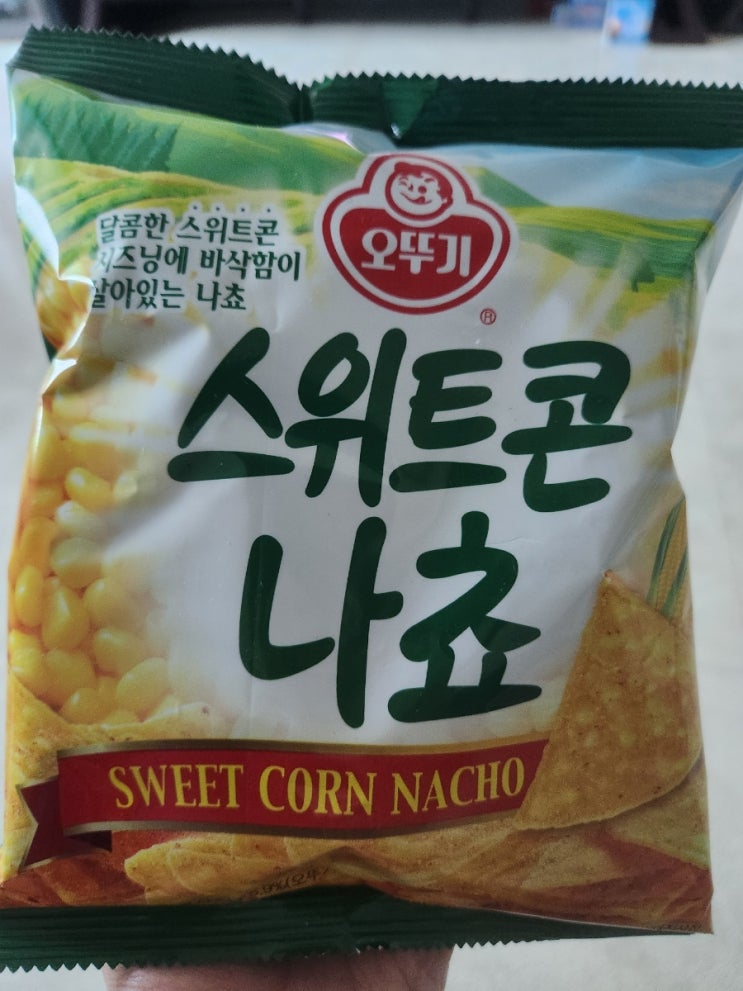 달콤한 스위트콘
시즈닝에 바삭함이
살아있는 나쵸
오뚜기
®
스위트콘
나쵸
SWEET CORN NACHO